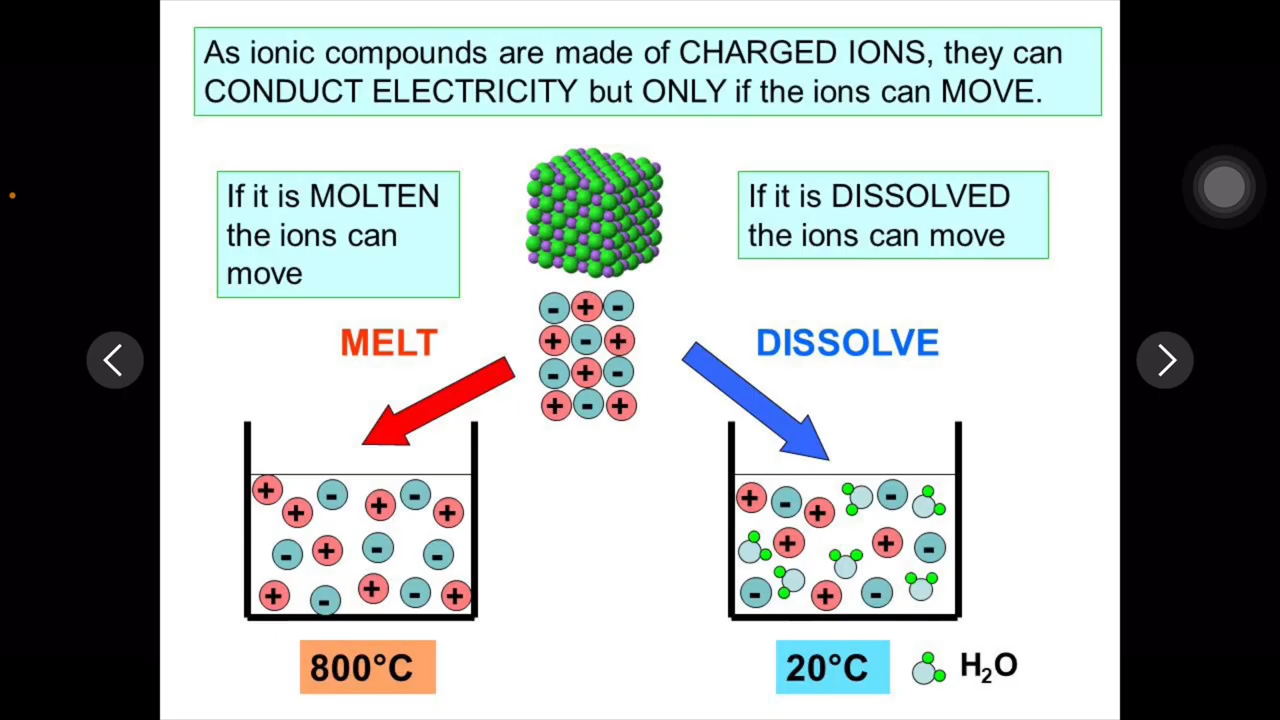 As ionic compounds are made of CHARGED IONS, they can
CONDUCT ELECTRICITY but ONLY if the ions can MOVE.
If it is MOLTEN
the ions can
move
If it is DISSOLVED
the ions can move
MELT
DISSOLVE
- + -
+ - +
- + -
+ - +
+ + - + - +
- + - -
+ - + - +
+ - + -
+ + -
- + -
800°C
20°C
H₂O